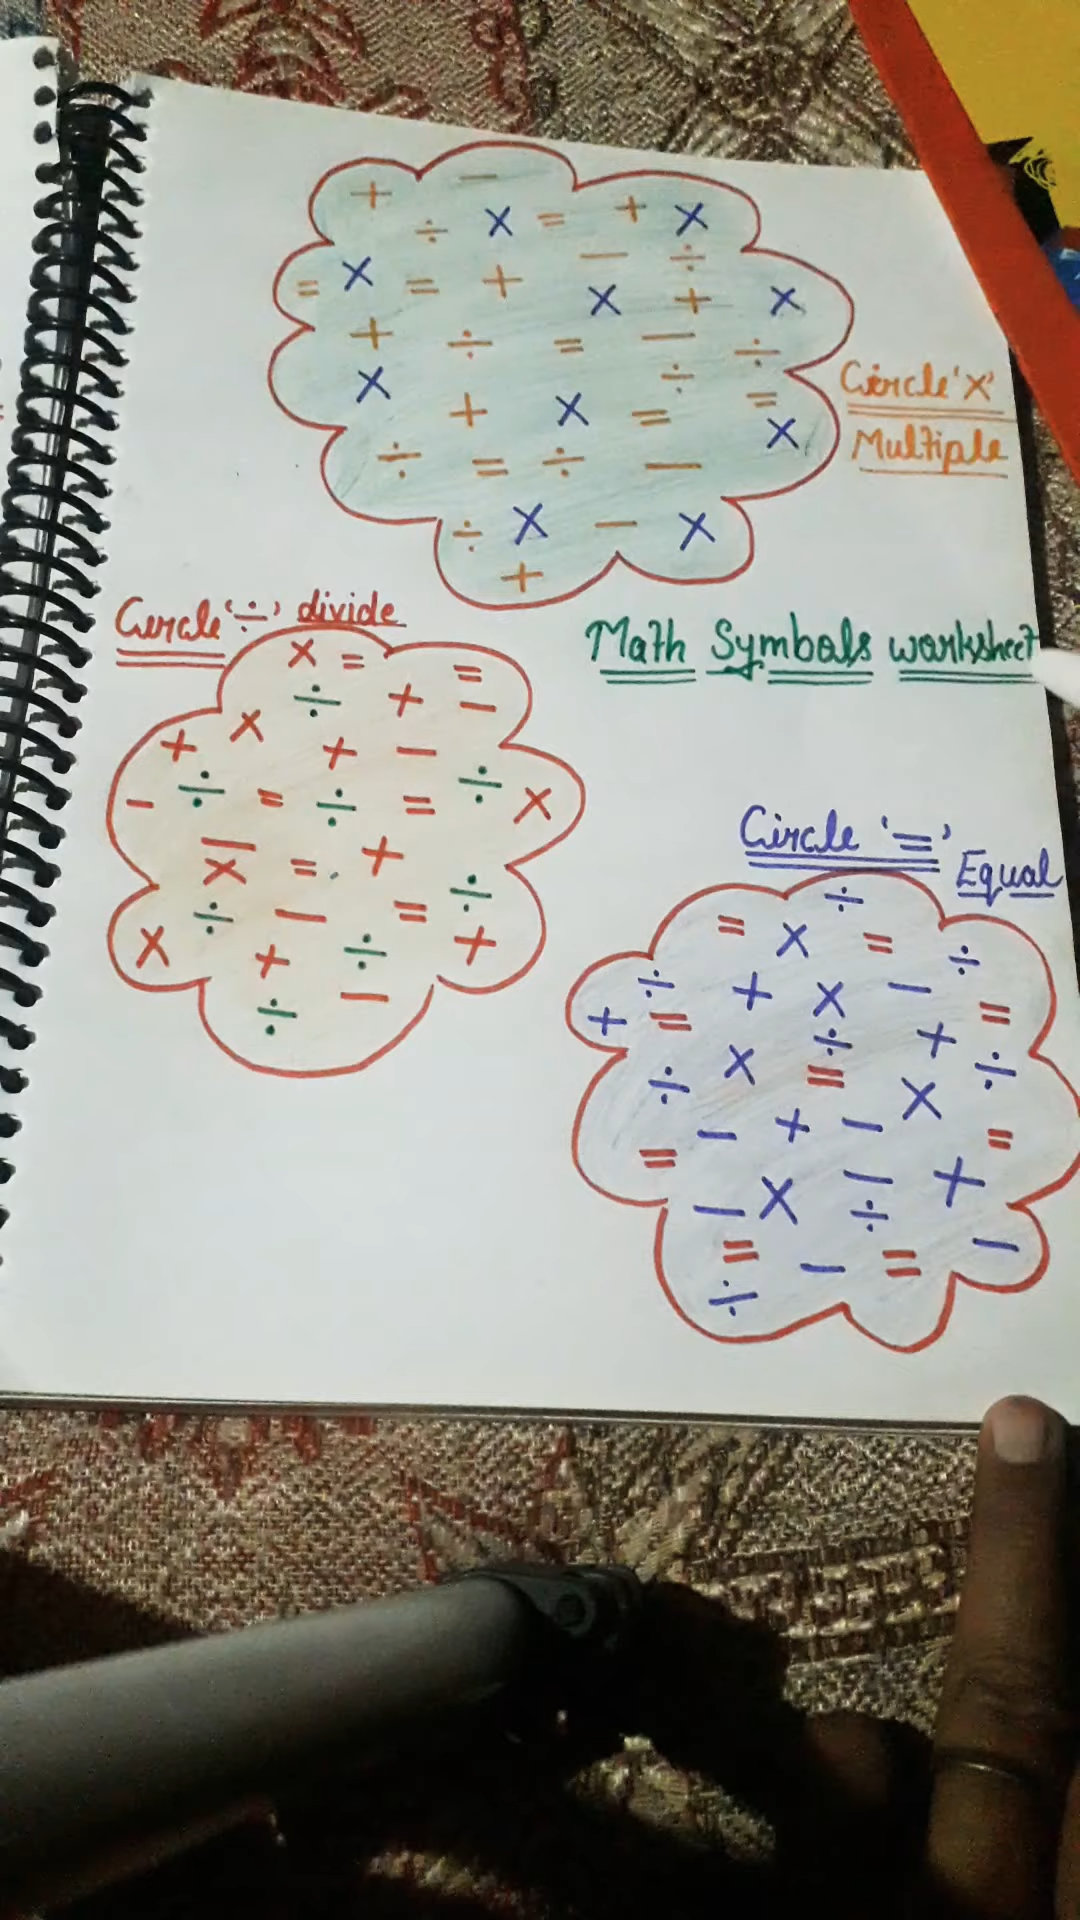 + − ÷ × = + ×
= × = + − ÷
× + ×
+ ÷ = − ÷
× + × = ÷ =
÷ = ÷ − ×
÷ × − ×
+
Circle '×'
Multiple
Circle '÷' divide
× = =
÷ + −
+ × + −
− ÷ = ÷ = ÷ ×
− × = +
÷ − = ÷
× + ÷ +
÷ −
Math Symbols worksheet
Circle '='
Equal
÷
= × = ÷
÷ + × −
+ = ÷ + =
÷ × = × ÷
= − + − =
− × − ÷ +
= − = −
÷